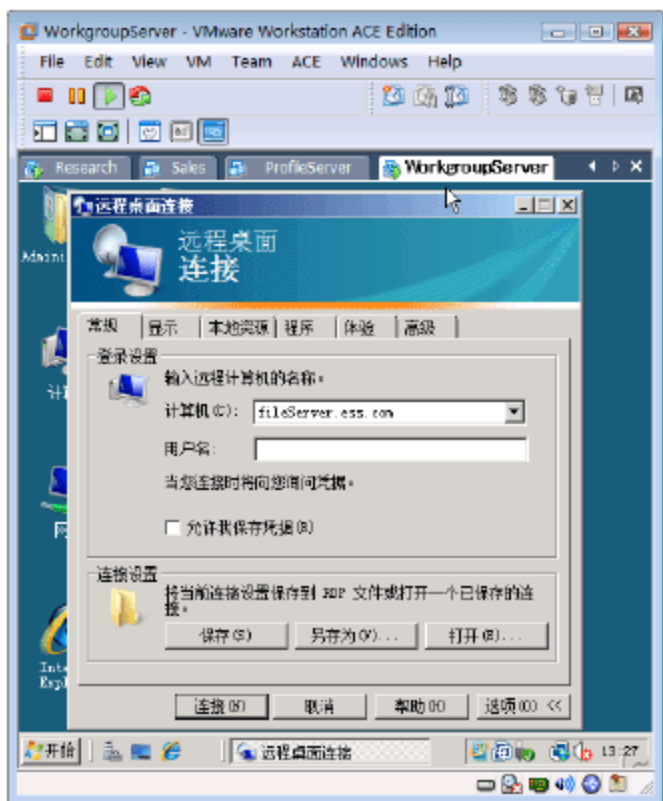 WorkgroupServer - VMware Workstation ACE Edition
File Edit View VM Team ACE Windows Help
Research Sales ProfileServer WorkgroupServer
远程桌面连接
Admini
远程桌面
连接
常规 显示 本地资源 程序 体验 高级
登录设置
输入远程计算机的名称。
计算机(C): fileServer.ess.com
用户名:
当您连接时将向您询问凭据。
允许我保存凭据(R)
计
网
连接设置
将当前连接设置保存到 RDP 文件或打开一个已保存的连
接。
保存(S) 另存为(V)... 打开(E)...
Inte
Expl
连接(N) 取消 帮助(H) 选项(O) <<
开始 远程桌面连接 13:27